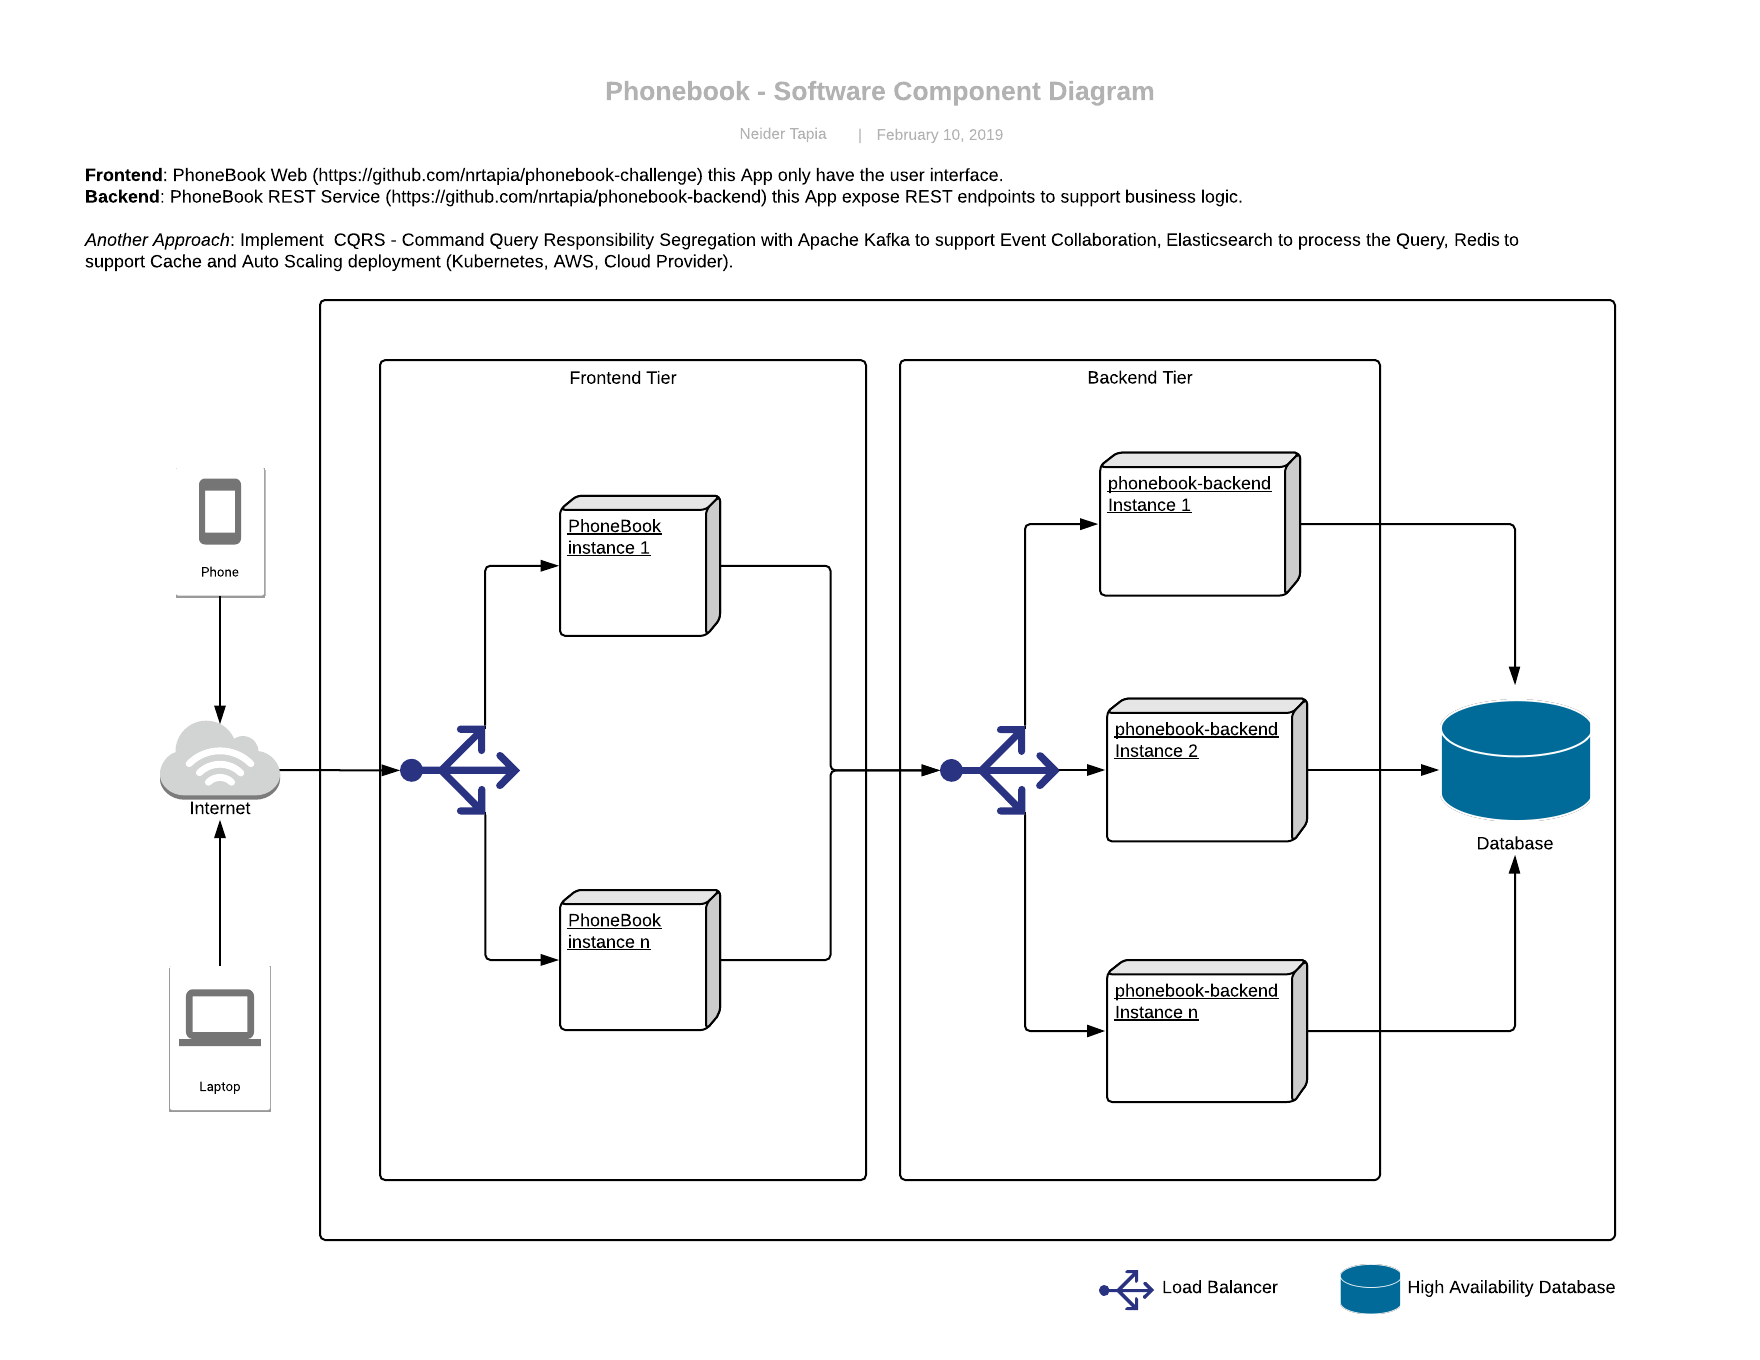 Phonebook - Software Component Diagram
Neider Tapia | February 10, 2019
Frontend: PhoneBook Web (https://github.com/nrtapia/phonebook-challenge) this App only have the user interface.
Backend: PhoneBook REST Service (https://github.com/nrtapia/phonebook-backend) this App expose REST endpoints to support business logic.
Another Approach: Implement  CQRS - Command Query Responsibility Segregation with Apache Kafka to support Event Collaboration, Elasticsearch to process the Query, Redis to
support Cache and Auto Scaling deployment (Kubernetes, AWS, Cloud Provider).
Phone
Internet
Laptop
Frontend Tier
PhoneBook
instance 1
PhoneBook
instance n
Backend Tier
phonebook-backend
Instance 1
phonebook-backend
Instance 2
phonebook-backend
Instance n
Database
Load Balancer
High Availability Database